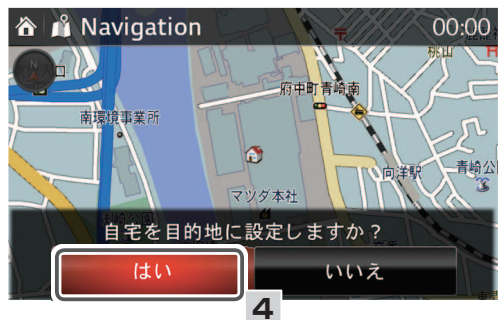 Navigation 00:00
桃山
N
府中町青崎南
南環境事業所
向洋駅
青崎公
マツダ本社
自宅を目的地に設定しますか？
はい いいえ
4